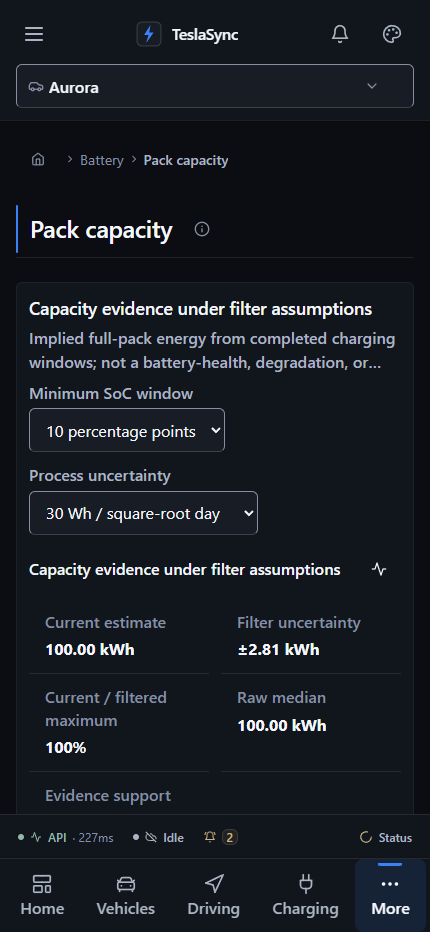 TeslaSync
Aurora
Battery
Pack capacity
Pack capacity
Capacity evidence under filter assumptions
Implied full-pack energy from completed charging
windows; not a battery-health, degradation, or…
Minimum SoC window
10 percentage points
Process uncertainty
30 Wh / square-root day
Capacity evidence under filter assumptions
Current estimate
100.00 kWh
Filter uncertainty
±2.81 kWh
Current / filtered
maximum
100%
Raw median
100.00 kWh
Evidence support
API · 227ms
Idle
2
Status
Home
Vehicles
Driving
Charging
More